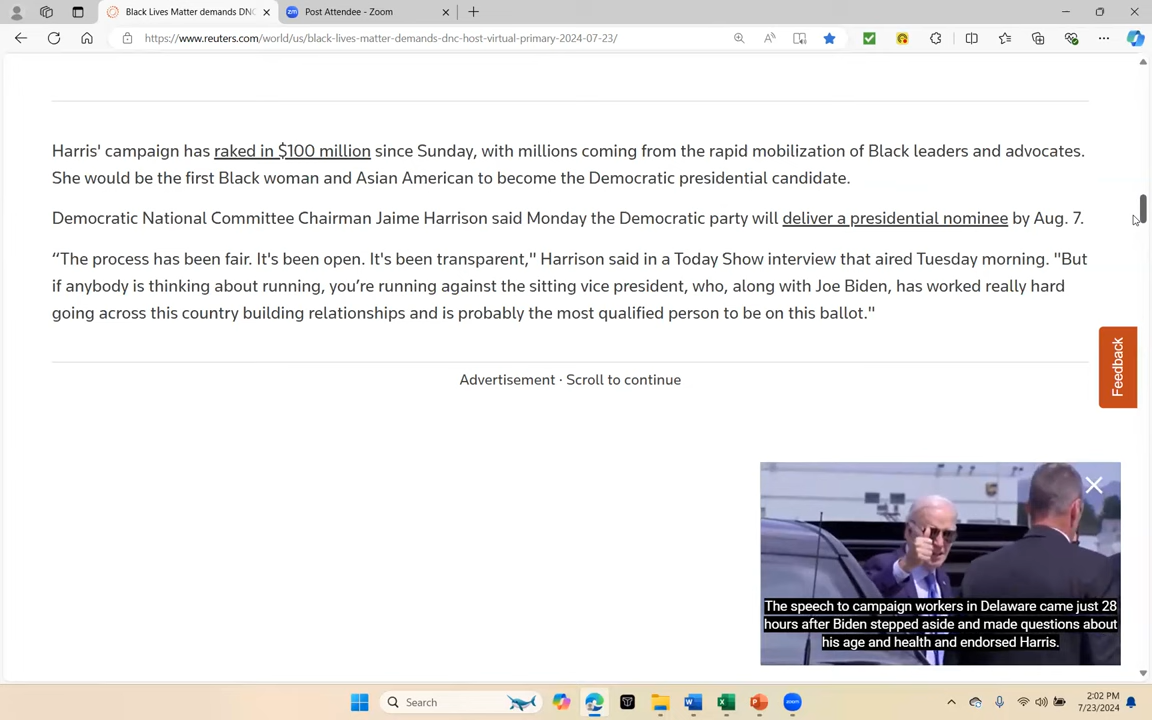 Black Lives Matter demands DNC
Post Attendee - Zoom
https://www.reuters.com/world/us/black-lives-matter-demands-dnc-host-virtual-primary-2024-07-23/
Harris' campaign has raked in $100 million since Sunday, with millions coming from the rapid mobilization of Black leaders and advocates.
She would be the first Black woman and Asian American to become the Democratic presidential candidate.
Democratic National Committee Chairman Jaime Harrison said Monday the Democratic party will deliver a presidential nominee by Aug. 7.
“The process has been fair. It's been open. It's been transparent," Harrison said in a Today Show interview that aired Tuesday morning. "But
if anybody is thinking about running, you’re running against the sitting vice president, who, along with Joe Biden, has worked really hard
going across this country building relationships and is probably the most qualified person to be on this ballot."
Feedback
Advertisement · Scroll to continue
The speech to campaign workers in Delaware came just 28
hours after Biden stepped aside and made questions about
his age and health and endorsed Harris.
Search
2:02 PM
7/23/2024